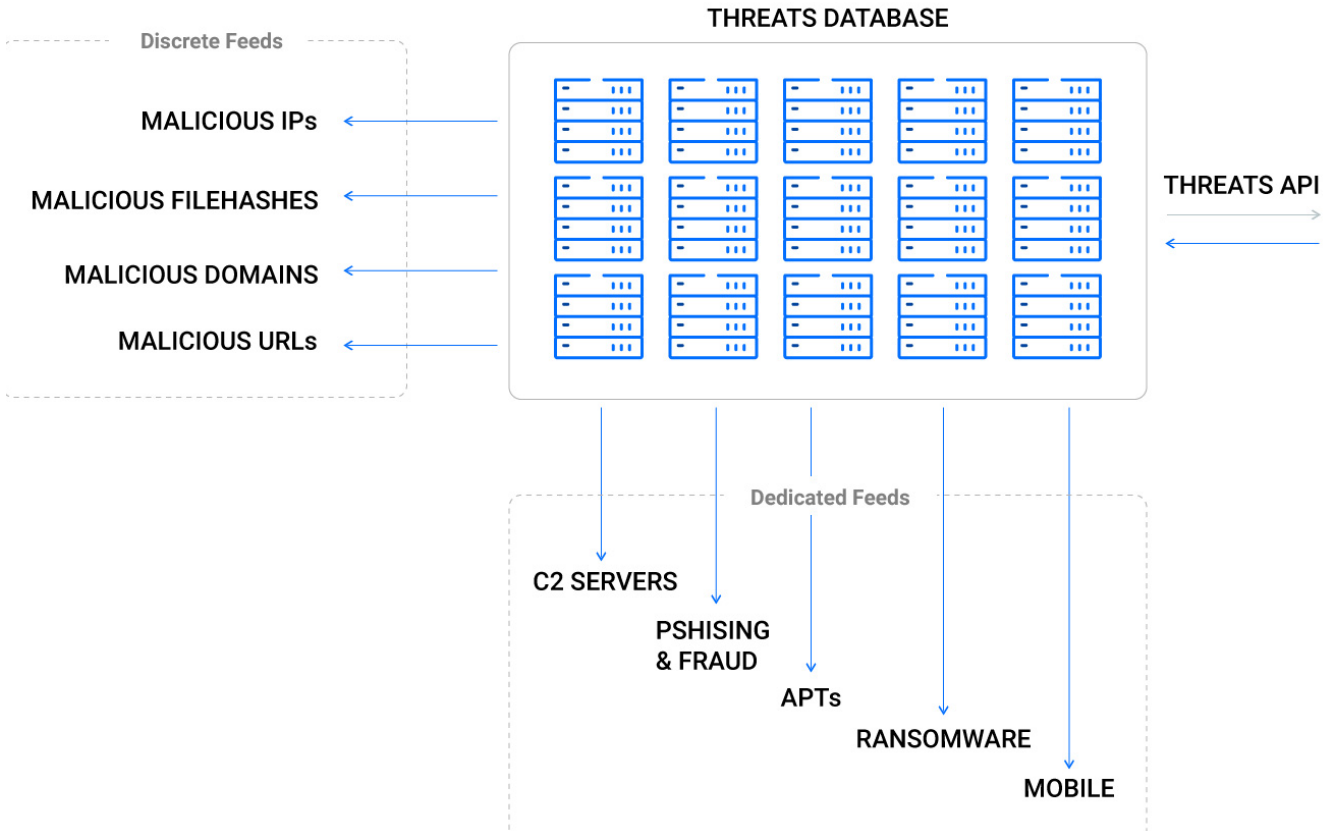 THREATS DATABASE
Discrete Feeds
MALICIOUS IPs
MALICIOUS FILEHASHES
MALICIOUS DOMAINS
MALICIOUS URLs
THREATS API
Dedicated Feeds
C2 SERVERS
PSHISING
& FRAUD
APTs
RANSOMWARE
MOBILE